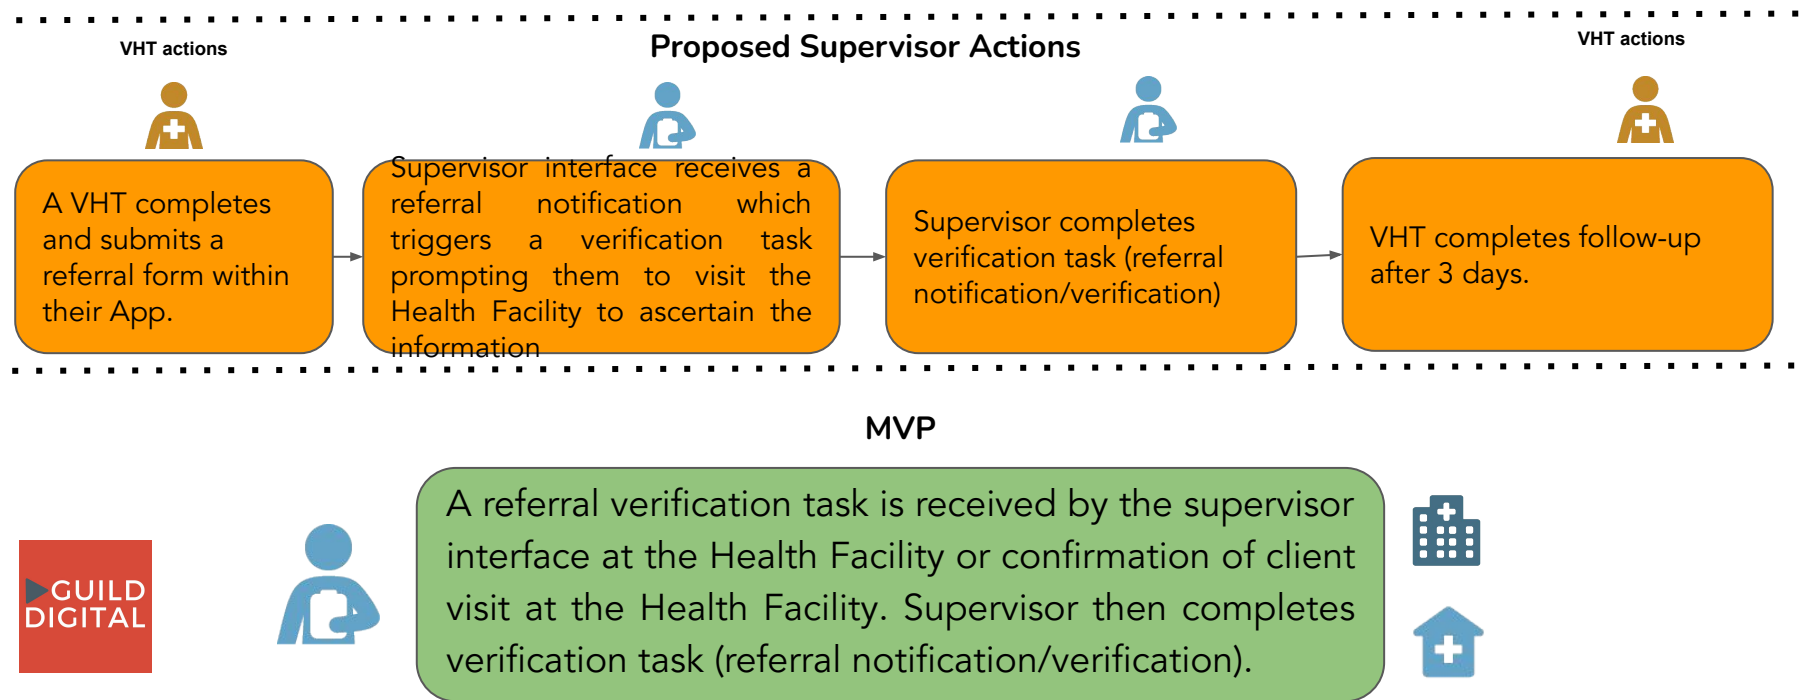 VHT actions
Proposed Supervisor Actions
VHT actions
A VHT completes
and submits a
referral form within
their App.
Supervisor interface receives a
referral notification which
triggers a verification task
prompting them to visit the
Health Facility to ascertain the
information
Supervisor completes
verification task (referral
notification/verification)
VHT completes follow-up
after 3 days.
MVP
GUILD
DIGITAL
A referral verification task is received by the supervisor
interface at the Health Facility or confirmation of client
visit at the Health Facility. Supervisor then completes
verification task (referral notification/verification).